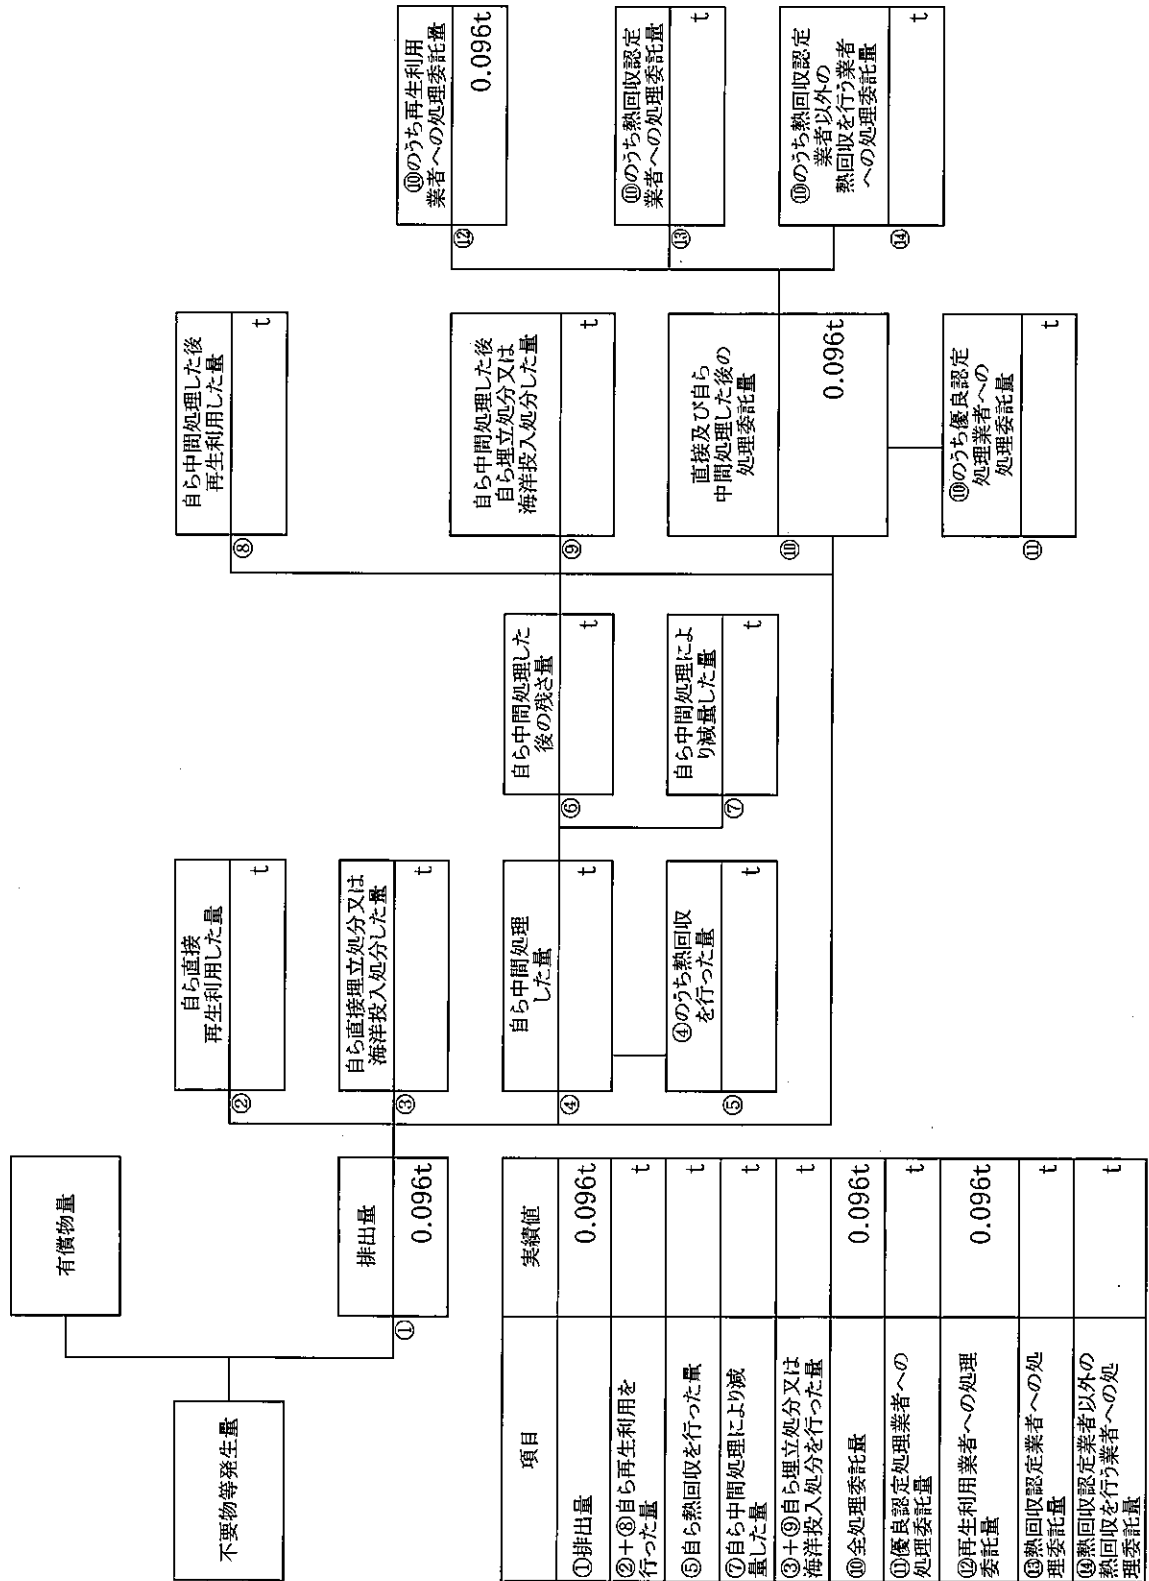 有償物量
不要物等発生量
排出量
①
0.096t
自ら直接
再生利用した量
②
t
自ら直接埋立処分又は
海洋投入処分した量
③
t
自ら中間処理
した量
④
t
④のうち熱回収
を行った量
⑤
t
自ら中間処理した
後の残さ量
⑥
t
自ら中間処理によ
り減量した量
⑦
t
自ら中間処理した後
再生利用した量
⑧
t
自ら中間処理した後
自ら埋立処分又は
海洋投入処分した量
⑨
t
直接及び自ら
中間処理した後の
処理委託量
⑩
0.096t
⑩のうち優良認定
処理業者への
処理委託量
⑪
t
⑩のうち再生利用
業者への処理委託量
⑫
0.096t
⑩のうち熱回収認定
業者への処理委託量
⑬
t
⑩のうち熱回収認定
業者以外の
熱回収を行う業者
への処理委託量
⑭
t
項目 実績値
①排出量 0.096t
②+⑧自ら再生利用を
行った量 t
⑤自ら熱回収を行った量 t
⑦自ら中間処理により減
量した量 t
③+⑨自ら埋立処分又は
海洋投入処分を行った量 t
⑩全処理委託量 0.096t
⑪優良認定処理業者への
処理委託量 t
⑫再生利用業者への処理
委託量 0.096t
⑬熱回収認定業者への処
理委託量 t
⑭熱回収認定業者以外の
熱回収を行う業者への処
理委託量 t